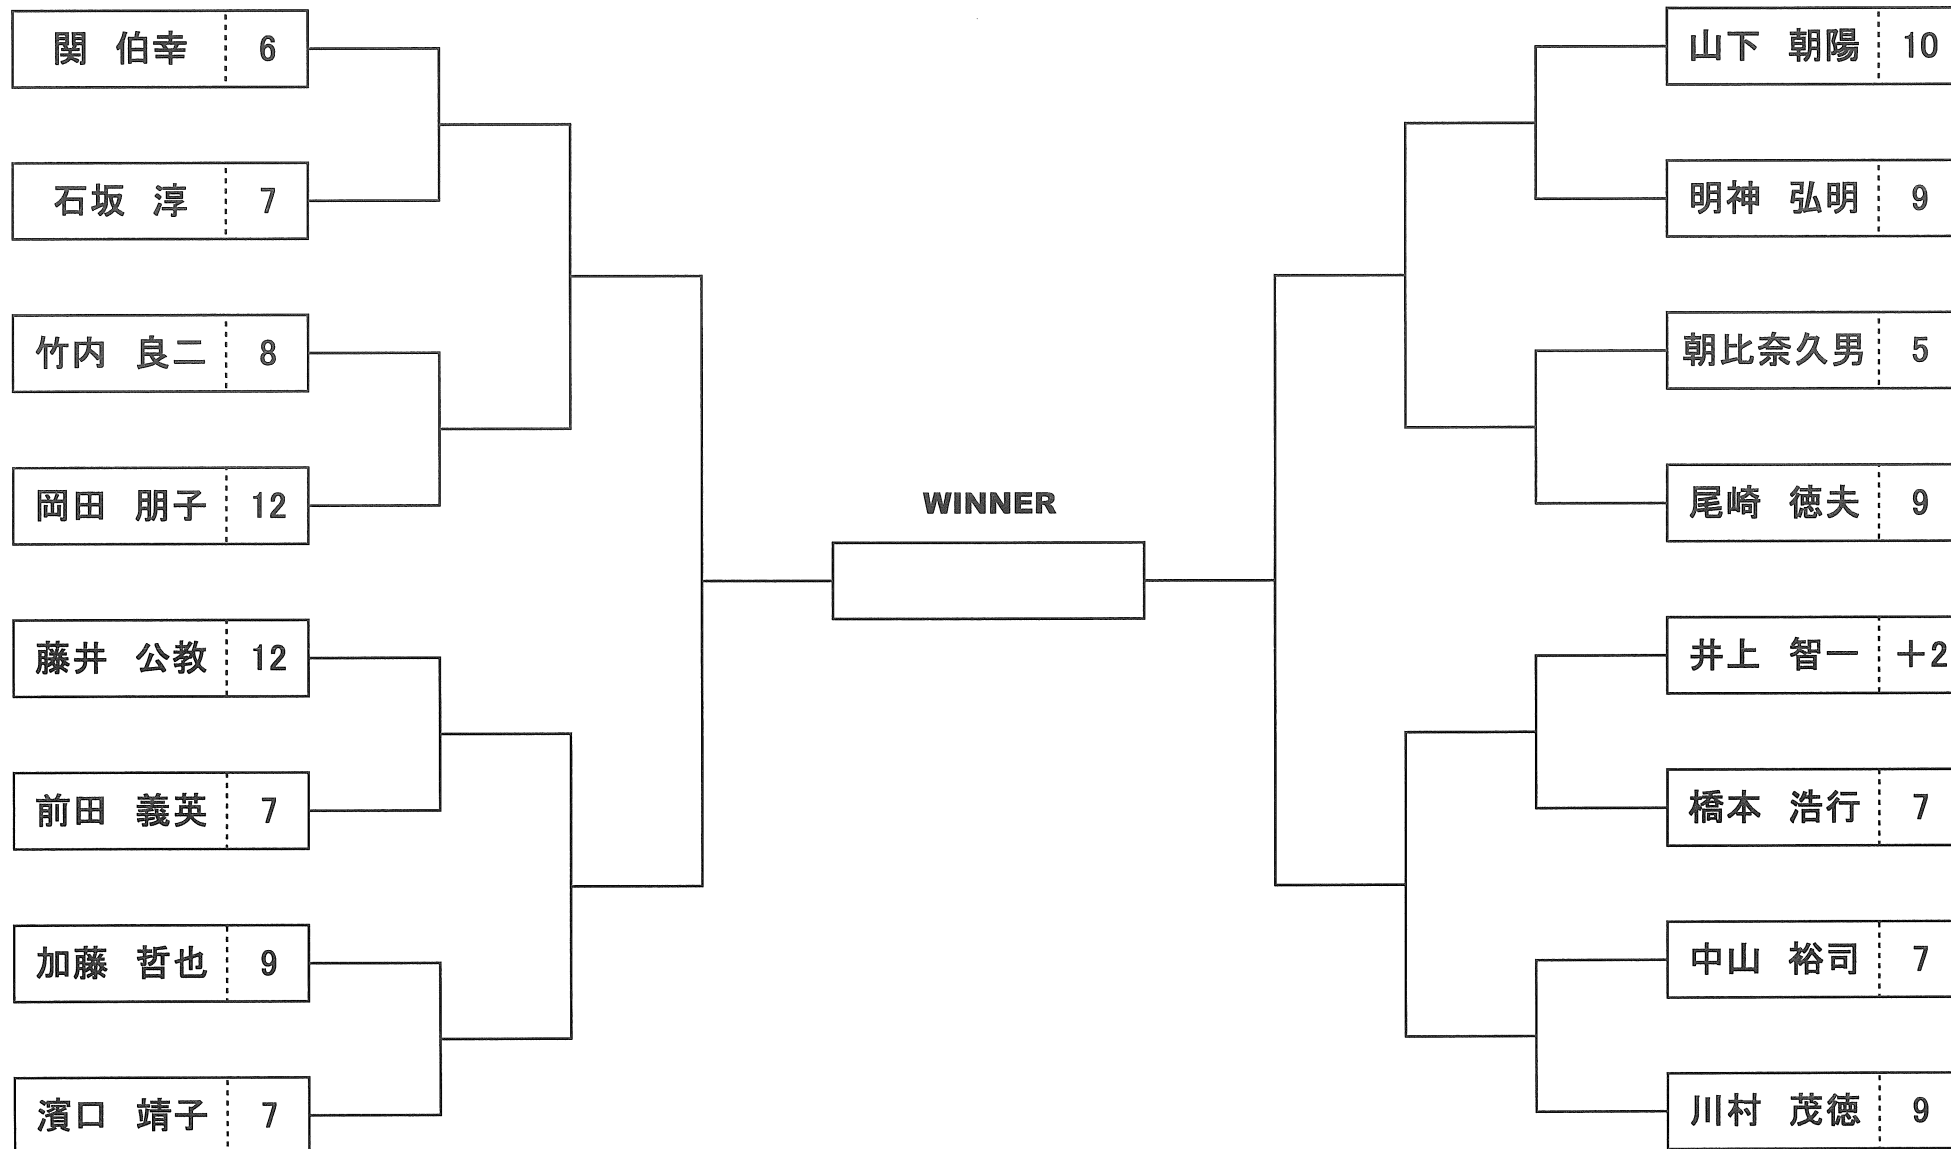 関 伯幸 6
石坂 淳 7
竹内 良二 8
岡田 朋子 12
藤井 公教 12
前田 義英 7
加藤 哲也 9
濱口 靖子 7
WINNER
山下 朝陽 10
明神 弘明 9
朝比奈久男 5
尾崎 徳夫 9
井上 智一 +2
橋本 浩行 7
中山 裕司 7
川村 茂徳 9